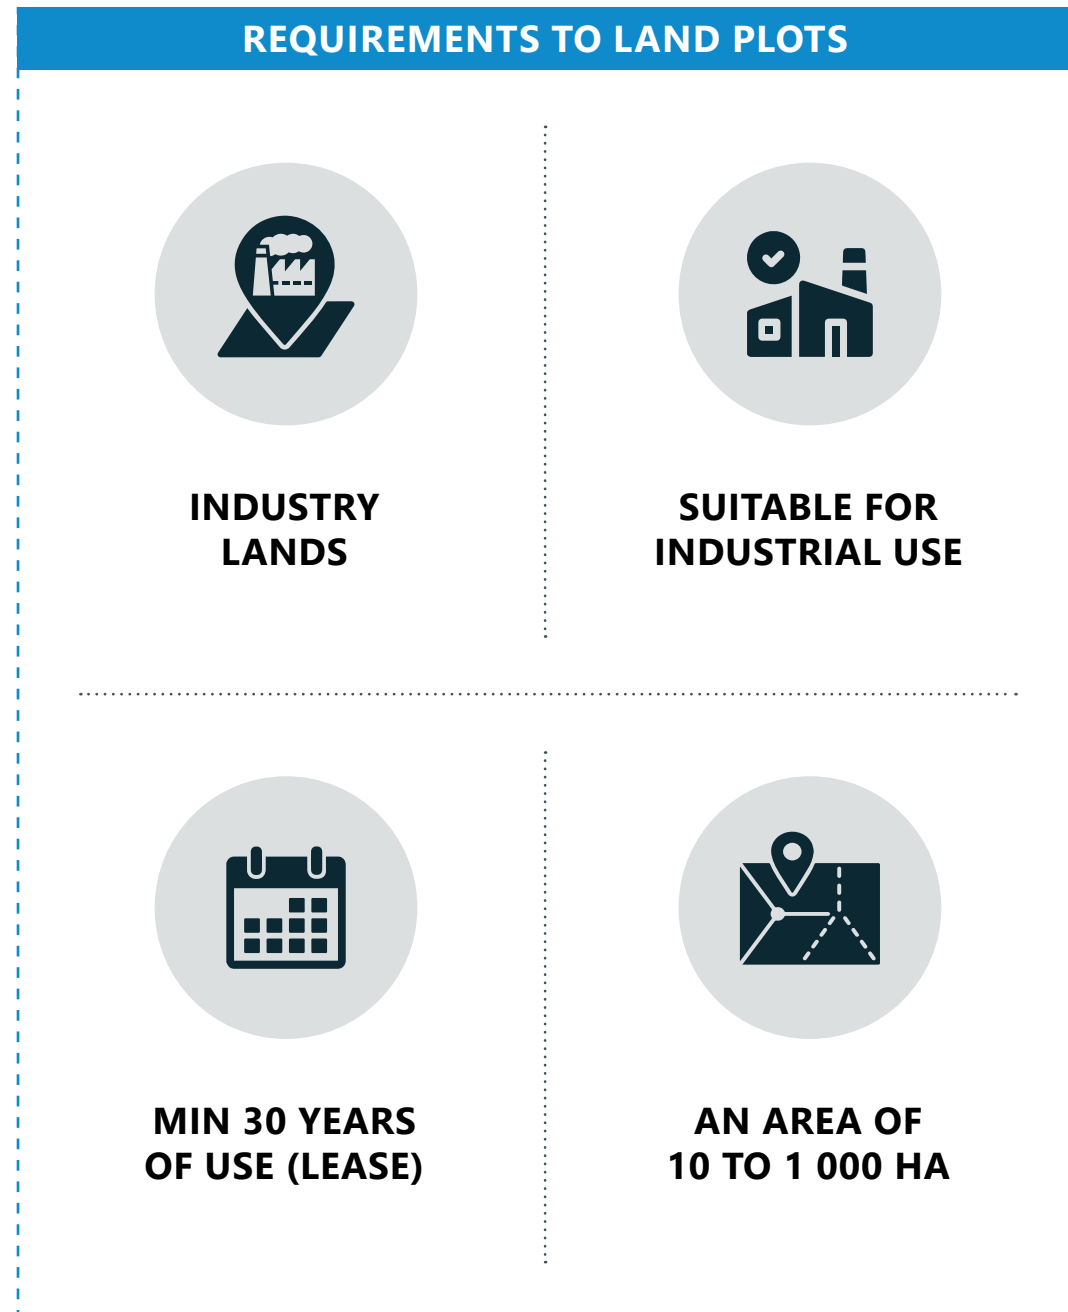 REQUIREMENTS TO LAND PLOTS
INDUSTRY
LANDS
SUITABLE FOR
INDUSTRIAL USE
MIN 30 YEARS
OF USE (LEASE)
AN AREA OF
10 TO 1 000 HA